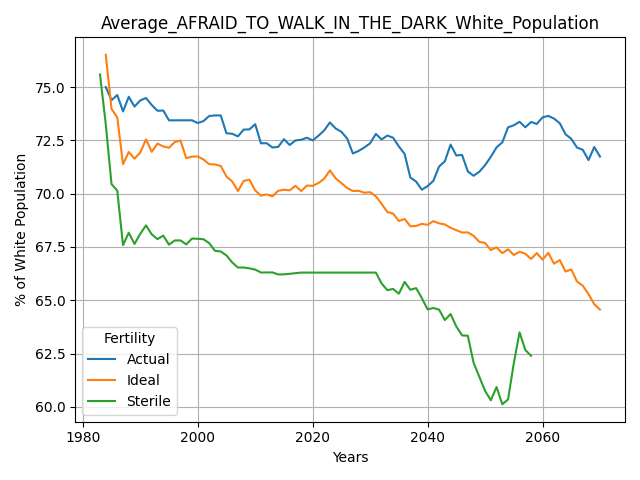 Average_AFRAID_TO_WALK_IN_THE_DARK_White_Population
% of White Population
75.0
72.5
70.0
67.5
65.0
62.5
60.0
Fertility
Actual
Ideal
Sterile
1980 2000 2020 2040 2060
Years